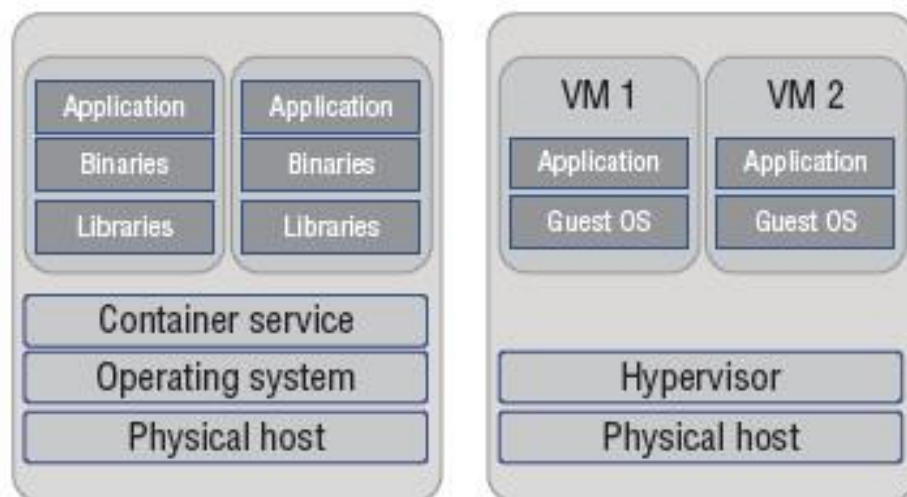 Application
Binaries
Libraries
Application
Binaries
Libraries
Container service
Operating system
Physical host
VM 1
Application
Guest OS
VM 2
Application
Guest OS
Hypervisor
Physical host